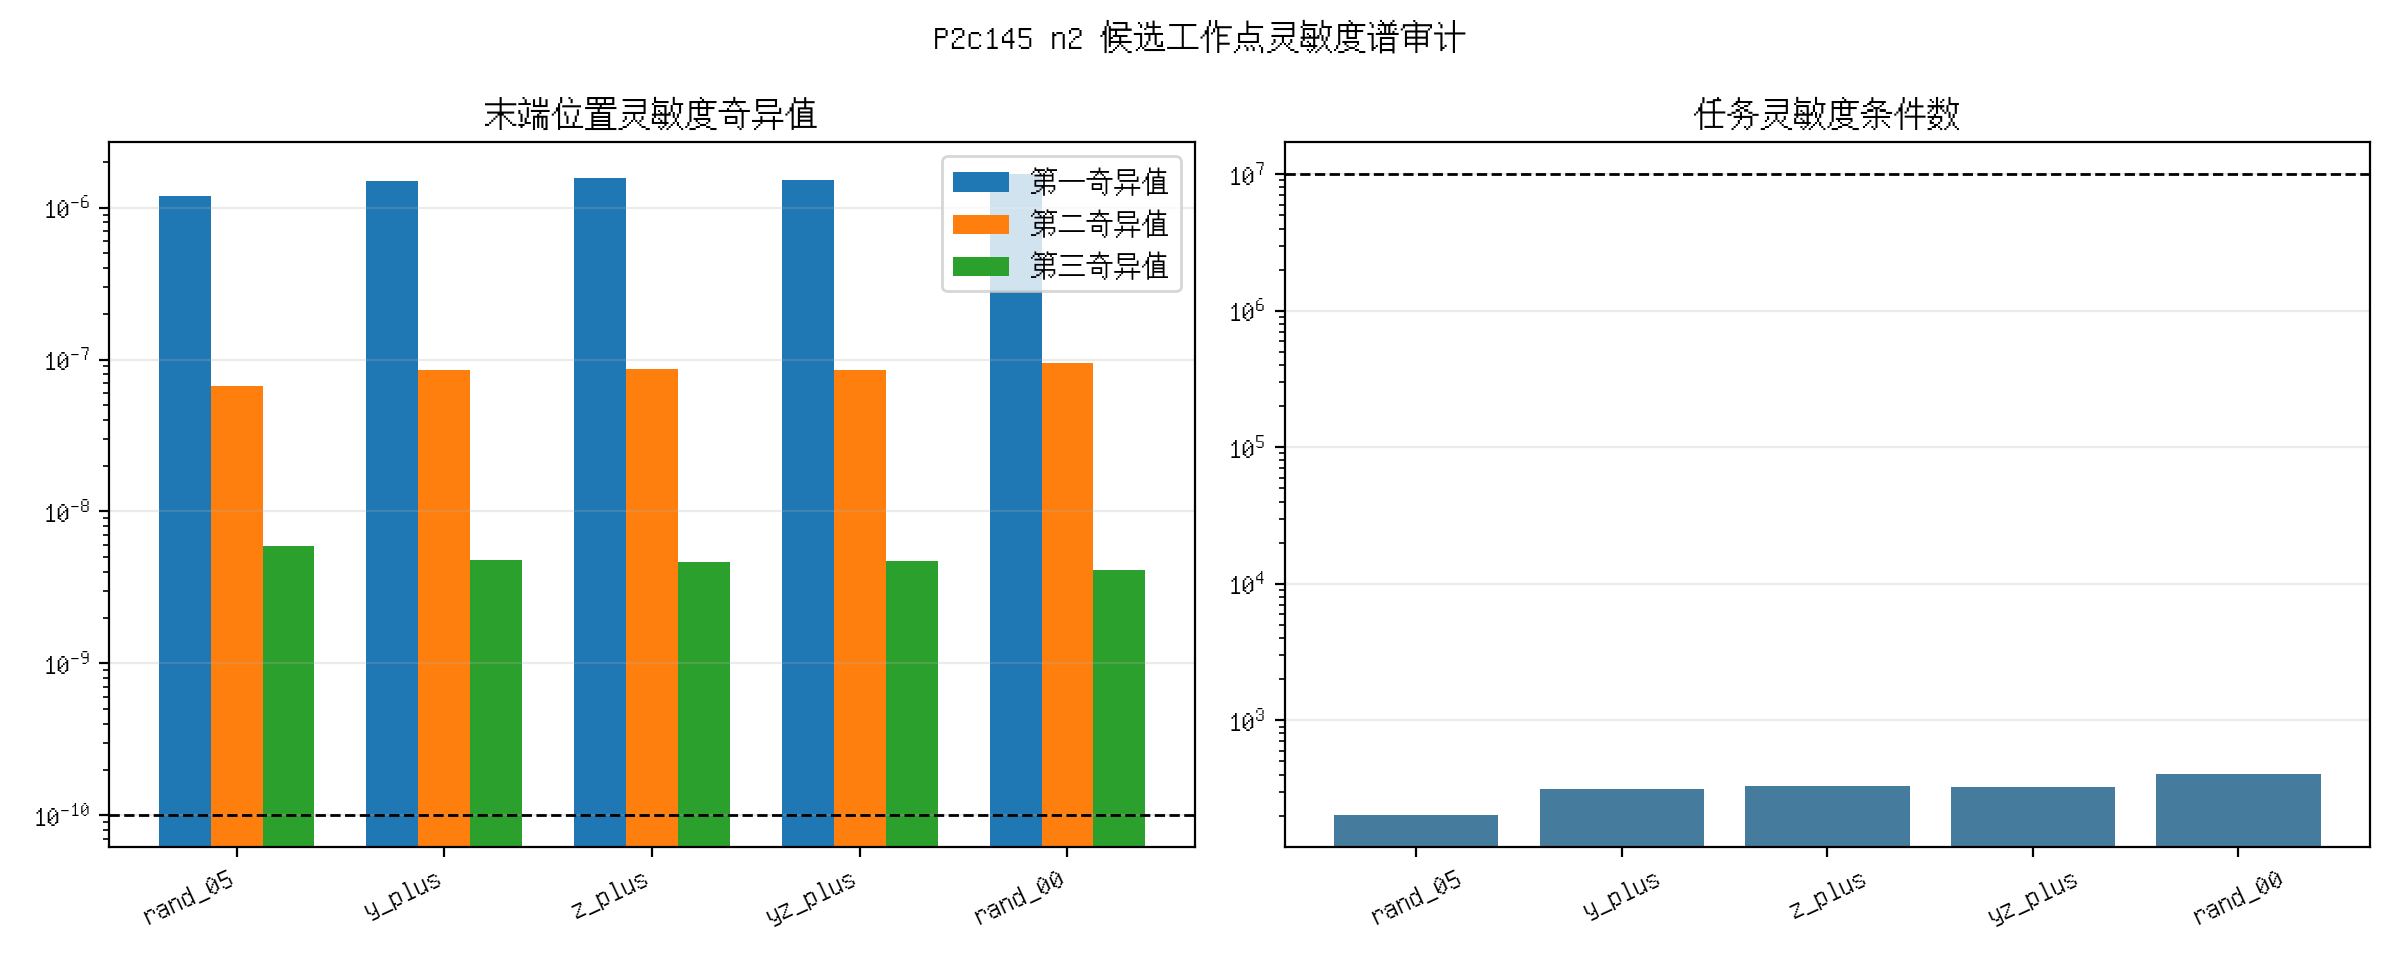 P2c145 n2 候选工作点灵敏度谱审计
末端位置灵敏度奇异值
10⁻⁶
10⁻⁷
10⁻⁸
10⁻⁹
10⁻¹⁰
第一奇异值
第二奇异值
第三奇异值
rand_05
y_plus
z_plus
yz_plus
rand_00
任务灵敏度条件数
10⁷
10⁶
10⁵
10⁴
10³
rand_05
y_plus
z_plus
yz_plus
rand_00